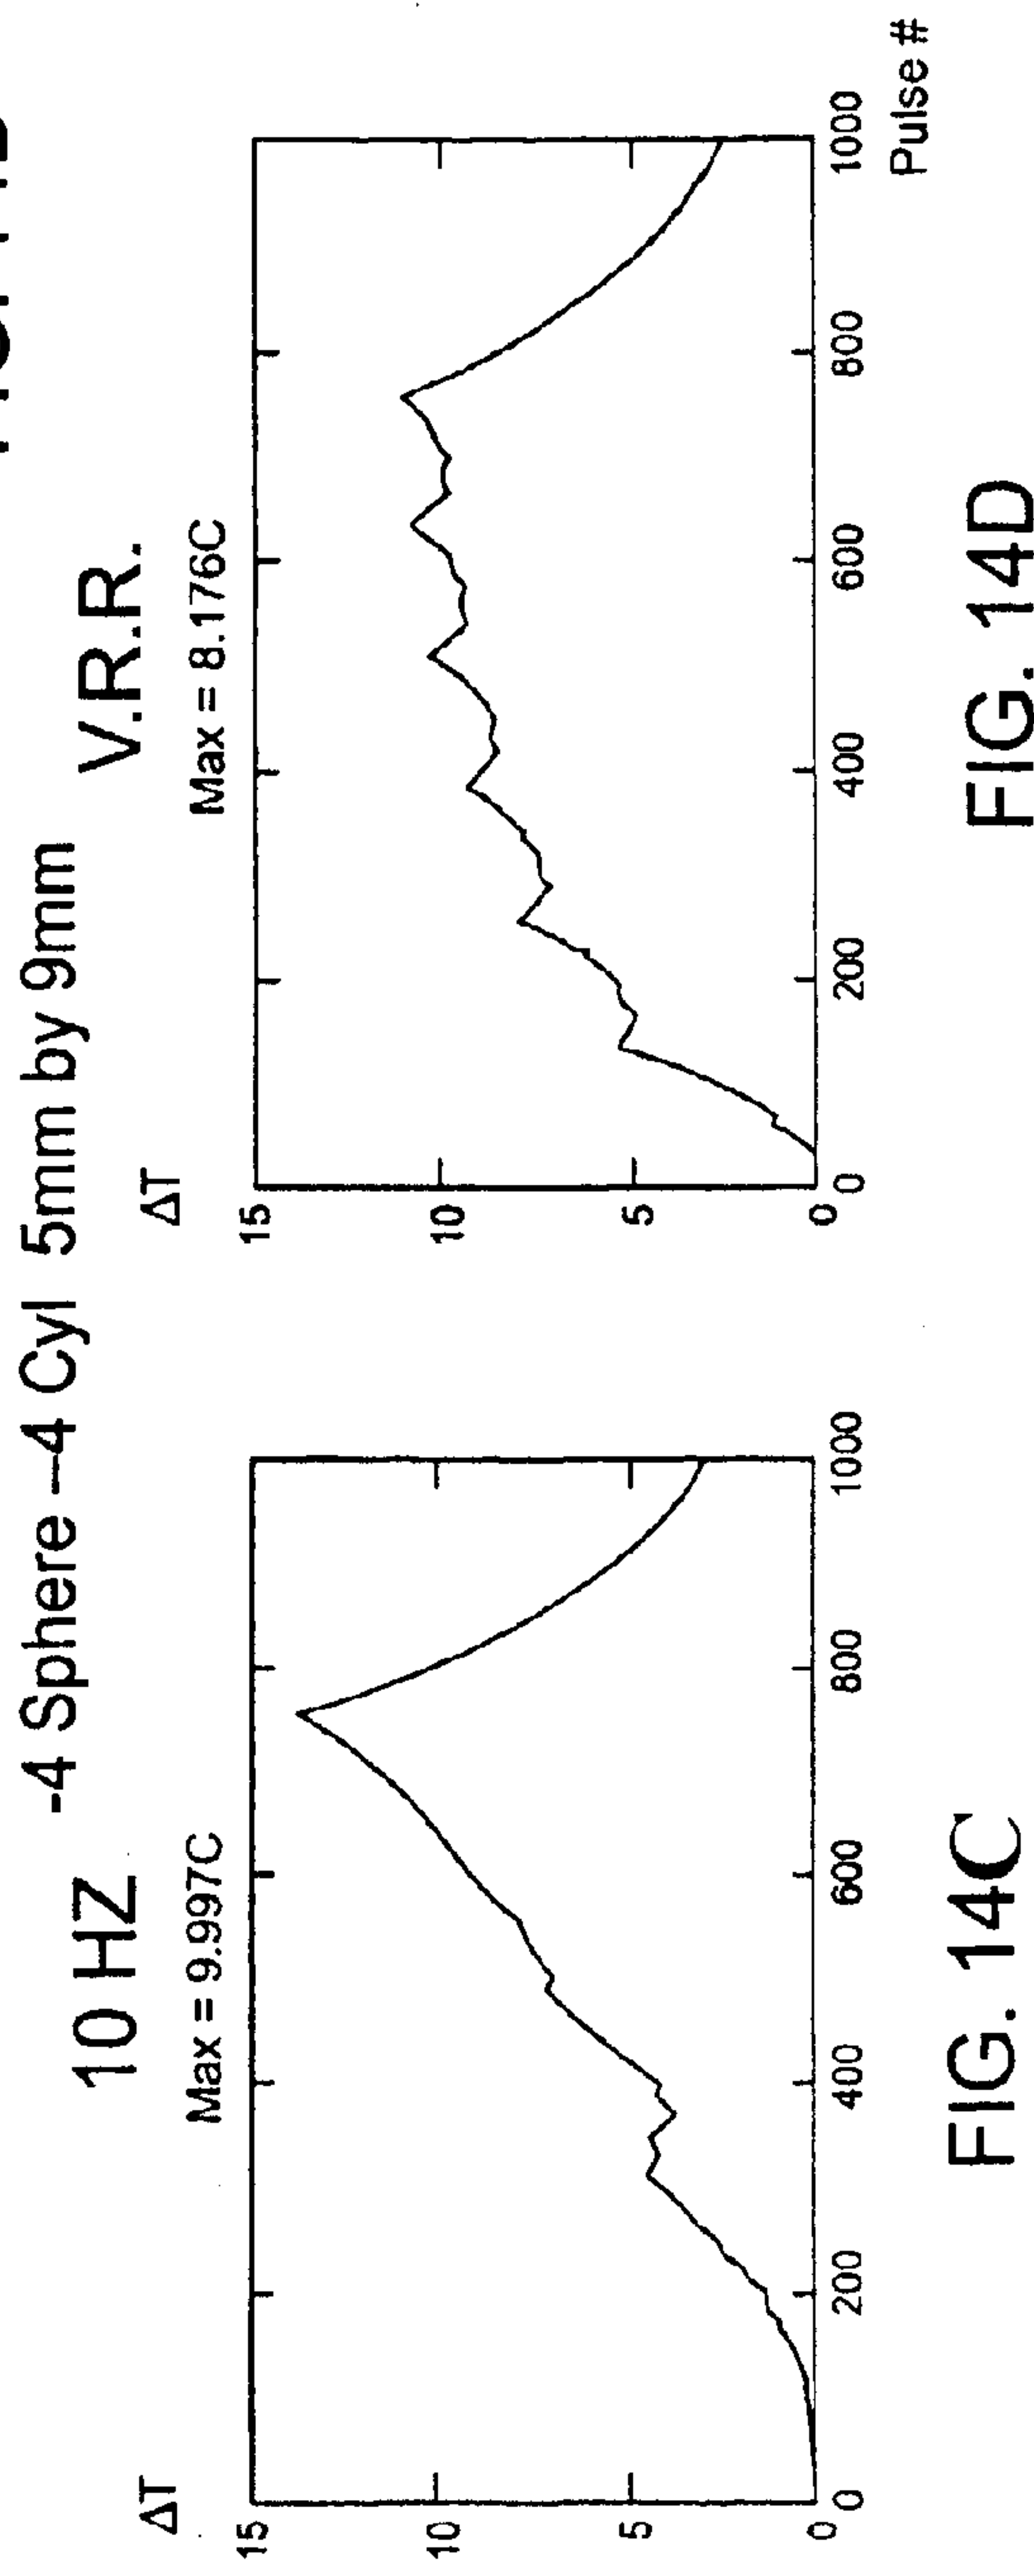 -4 Sphere –4 Cyl 5mm by 9mm
10 HZ
V.R.R.
Max = 9.997C
Max = 8.176C
ΔT
15
10
5
0
0
200
400
600
800
1000
FIG. 14C
ΔT
15
10
5
0
0
200
400
600
800
1000
Pulse #
FIG. 14D